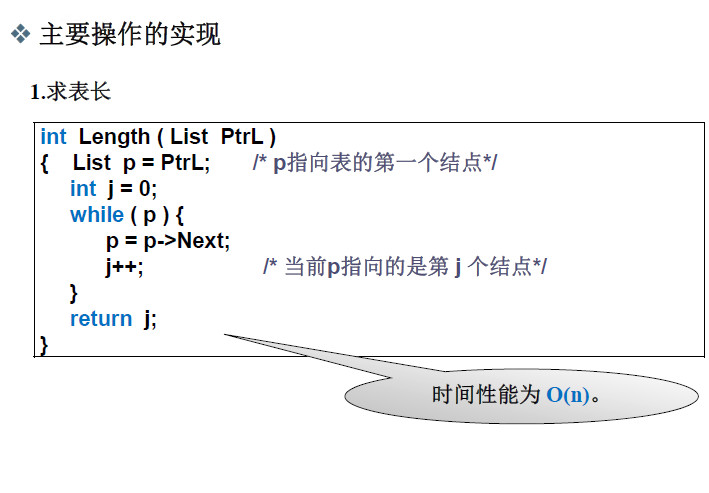 主要操作的实现
1.求表长
int Length ( List PtrL )
{ List p = PtrL; /* p指向表的第一个结点*/
int j = 0;
while ( p ) {
p = p->Next;
j++; /* 当前p指向的是第 j 个结点*/
}
return j;
}
时间性能为 O(n)。